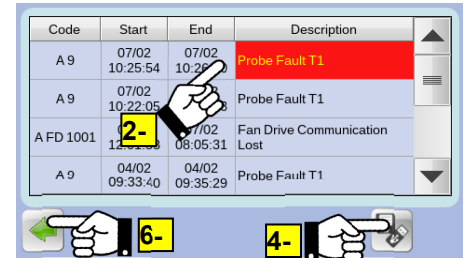 Code Start End Description
A 9 07/02 10:25:54 07/02 Probe Fault T1
A 9 07/02 10:22:05 Probe Fault T1
2-
A FD 1001 07/02 08:05:31 Fan Drive Communication Lost
A 9 04/02 09:33:40 04/02 09:35:29 Probe Fault T1
6- 4-